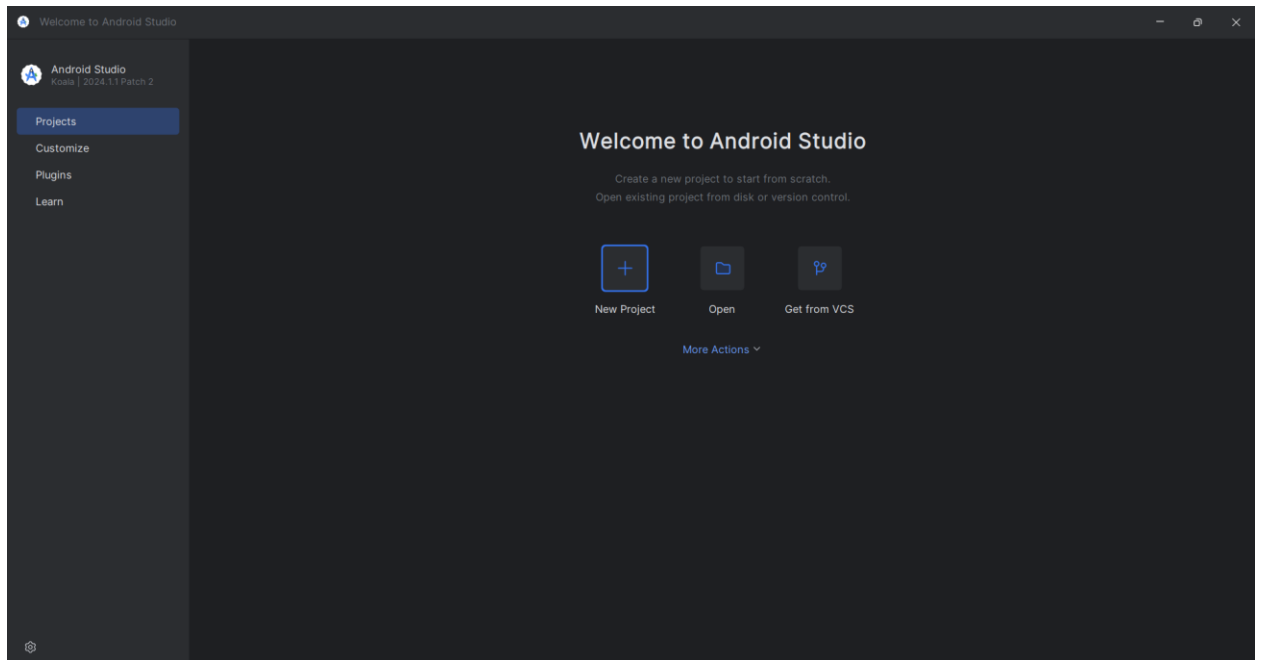 Welcome to Android Studio
Android Studio
Koala | 2024.1.1 Patch 2
Projects
Customize
Plugins
Learn
Welcome to Android Studio
Create a new project to start from scratch.
Open existing project from disk or version control.
New Project
Open
Get from VCS
More Actions